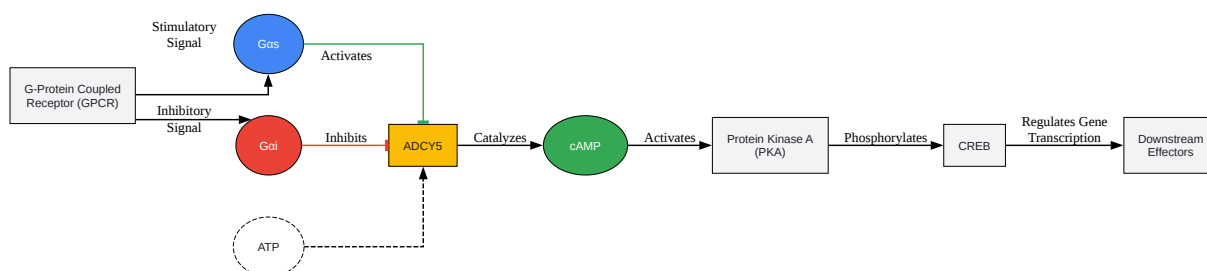 Stimulatory
Signal
Gαs
Activates
G-Protein Coupled
Receptor (GPCR)
Inhibitory
Signal
Gαi
Inhibits
ADCY5
Catalyzes
cAMP
Activates
Protein Kinase A
(PKA)
Phosphorylates
CREB
Regulates Gene
Transcription
Downstream
Effectors
ATP